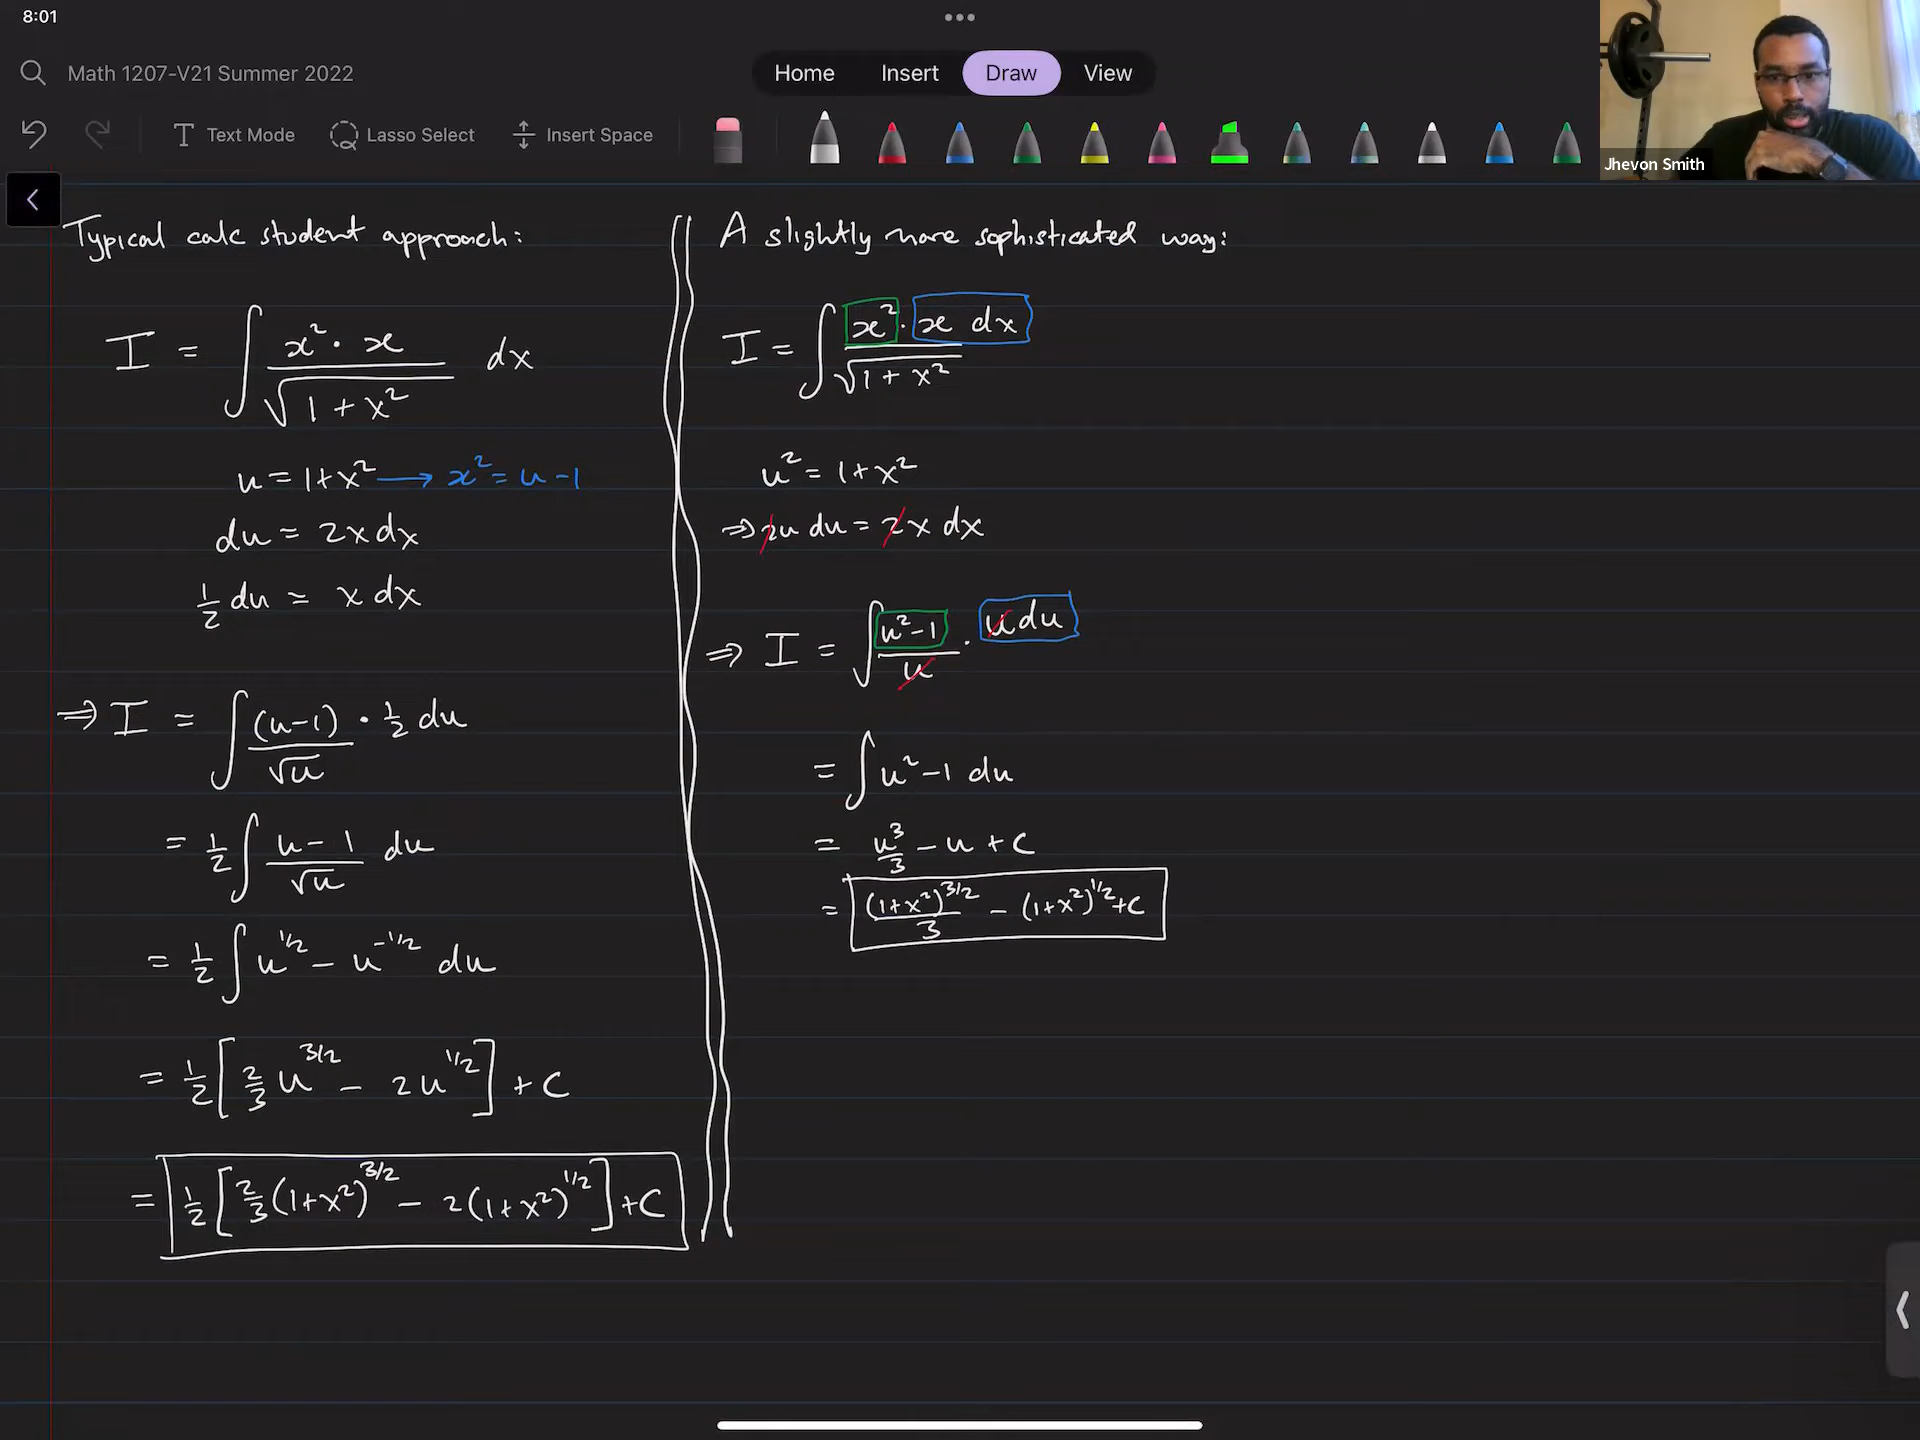 8:01
Math 1207-V21 Summer 2022
Home Insert Draw View
Text Mode Lasso Select Insert Space
Jhevon Smith
Typical calc student approach:
I = ∫ x²·x / √(1+x²) dx
u = 1+x² → x² = u-1
du = 2x dx
1/2 du = x dx
⇒ I = ∫ (u-1)/√u · 1/2 du
= 1/2 ∫ (u-1)/√u du
= 1/2 ∫ u^(1/2) - u^(-1/2) du
= 1/2 [2/3 u^(3/2) - 2u^(1/2)] + C
= 1/2 [2/3 (1+x²)^(3/2) - 2(1+x²)^(1/2)] + C
A slightly more sophisticated way:
I = ∫ x²·x dx / √(1+x²)
u² = 1+x²
⇒ 2u du = 2x dx
⇒ I = ∫ (u²-1)/u · u du
= ∫ u²-1 du
= u³/3 - u + C
= (1+x²)^(3/2)/3 - (1+x²)^(1/2) + C